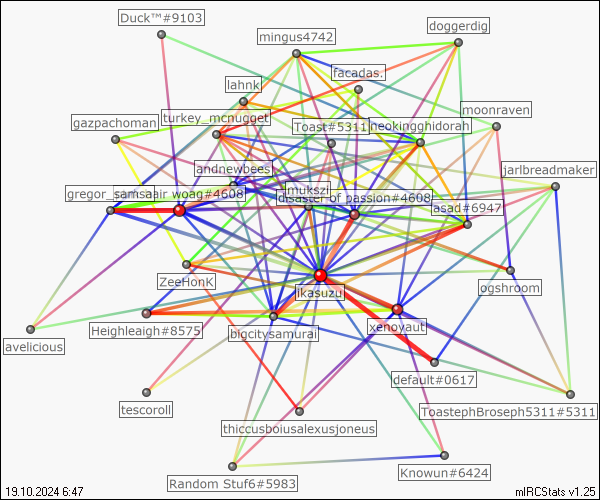 Duck™#9103
doggerdig
mingus4742
lahnk
facadas.
moonraven
gazpachoman
turkey_mcnugget
Toast#5311
neokingghidorah
andnewbees
jarlbreadmaker
gregor_samsa
air_woag#4608
mukszi
disaster of passion#4608
asad#6947
ZeeHonK
ikasuzu
ogshroom
Heighleaigh#8575
bigcitysamurai
xenoyaut
avelicious
default#0617
tescoroll
ToastephBroseph5311#5311
thiccusboiusalexusjoneus
Random Stuf6#5983
Knowun#6424
19.10.2024 6:47
mIRCStats v1.25